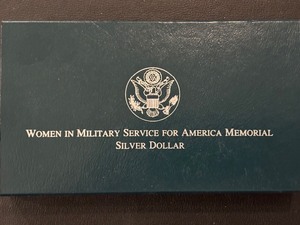 WOMEN IN MILITARY SERVICE FOR AMERICA MEMORIAL
SILVER DOLLAR